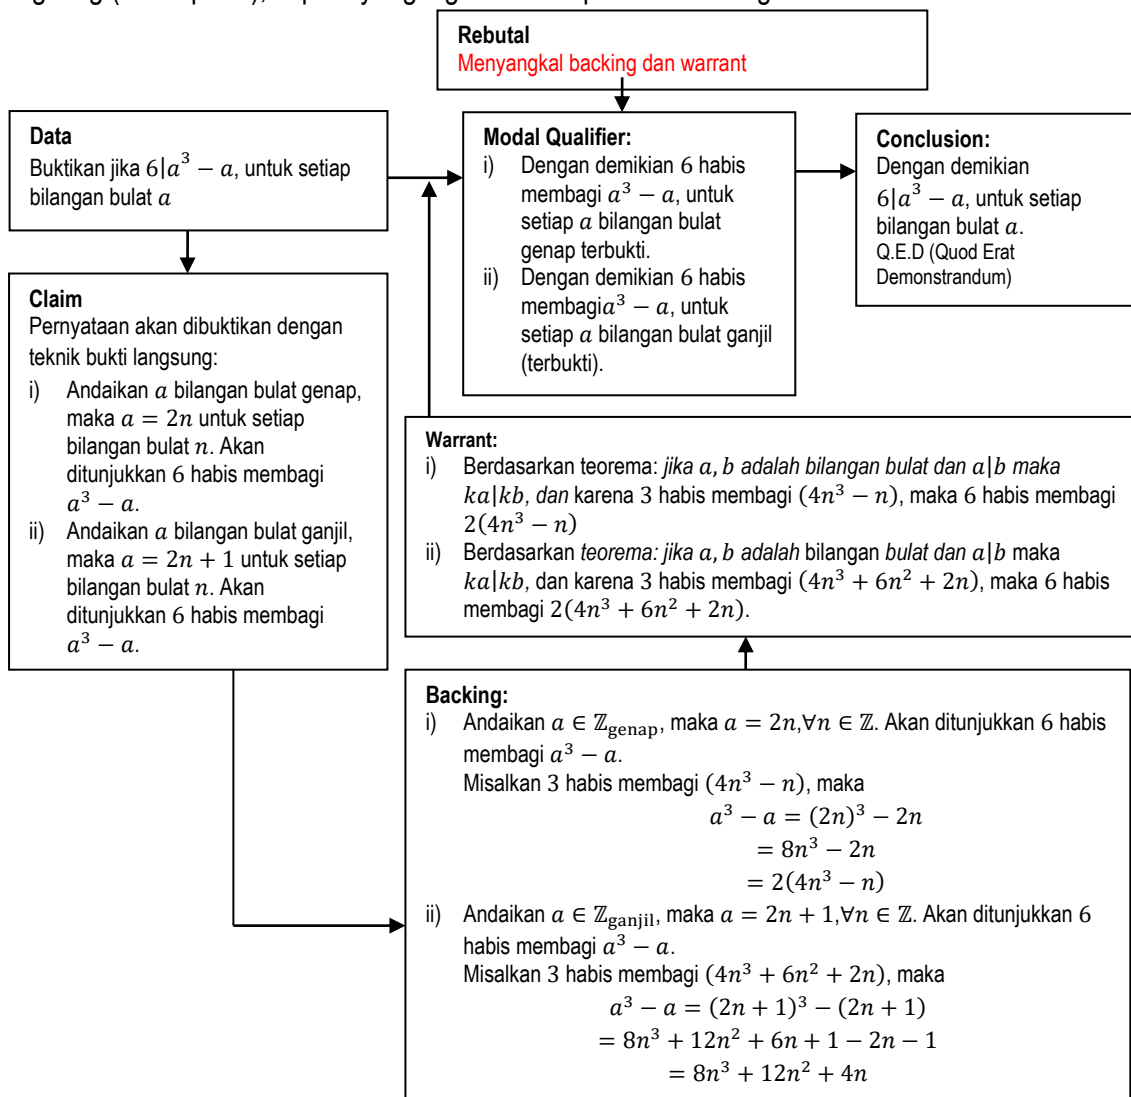 Rebutal
Menyangkal backing dan warrant
Data
Buktikan jika 6|a³ − a, untuk setiap
bilangan bulat a
Modal Qualifier:
i) Dengan demikian 6 habis
membagi a³ − a, untuk
setiap a bilangan bulat
genap terbukti.
ii) Dengan demikian 6 habis
membagia³ − a, untuk
setiap a bilangan bulat ganjil
(terbukti).
Conclusion:
Dengan demikian
6|a³ − a, untuk setiap
bilangan bulat a.
Q.E.D (Quod Erat
Demonstrandum)
Claim
Pernyataan akan dibuktikan dengan
teknik bukti langsung:
i) Andaikan a bilangan bulat genap,
maka a = 2n untuk setiap
bilangan bulat n. Akan
ditunjukkan 6 habis membagi
a³ − a.
ii) Andaikan a bilangan bulat ganjil,
maka a = 2n + 1 untuk setiap
bilangan bulat n. Akan
ditunjukkan 6 habis membagi
a³ − a.
Warrant:
i) Berdasarkan teorema: jika a, b adalah bilangan bulat dan a|b maka
ka|kb, dan karena 3 habis membagi (4n³ − n), maka 6 habis membagi
2(4n³ − n)
ii) Berdasarkan teorema: jika a, b adalah bilangan bulat dan a|b maka
ka|kb, dan karena 3 habis membagi (4n³ + 6n² + 2n), maka 6 habis
membagi 2(4n³ + 6n² + 2n).
Backing:
i) Andaikan a ∈ ℤ_genap, maka a = 2n,∀n ∈ ℤ. Akan ditunjukkan 6 habis
membagi a³ − a.
Misalkan 3 habis membagi (4n³ − n), maka
a³ − a = (2n)³ − 2n
= 8n³ − 2n
= 2(4n³ − n)
ii) Andaikan a ∈ ℤ_ganjil, maka a = 2n + 1,∀n ∈ ℤ. Akan ditunjukkan 6
habis membagi a³ − a.
Misalkan 3 habis membagi (4n³ + 6n² + 2n), maka
a³ − a = (2n + 1)³ − (2n + 1)
= 8n³ + 12n² + 6n + 1 − 2n − 1
= 8n³ + 12n² + 4n